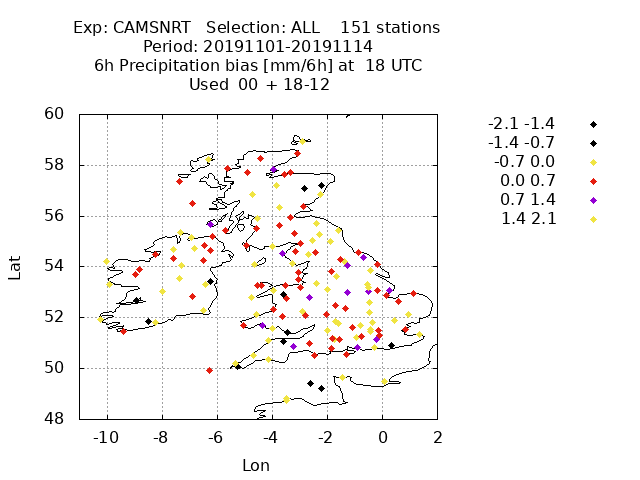 Exp: CAMSNRT   Selection: ALL    151 stations
Period: 20191101-20191114
6h Precipitation bias [mm/6h] at  18 UTC
Used  00 + 18-12
-2.1 -1.4
-1.4 -0.7
-0.7 0.0
0.0 0.7
0.7 1.4
1.4 2.1
60
58
56
54
52
50
48
Lat
-10 -8 -6 -4 -2 0 2
Lon